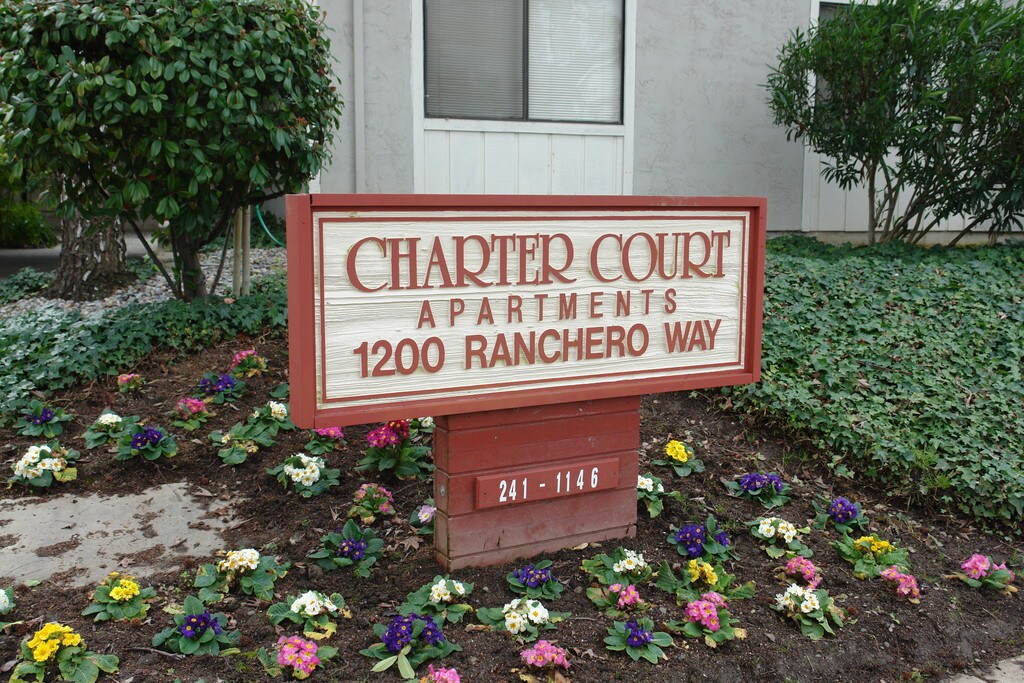 CHARTER COURT
APARTMENTS
1200 RANCHERO WAY
241 - 1146